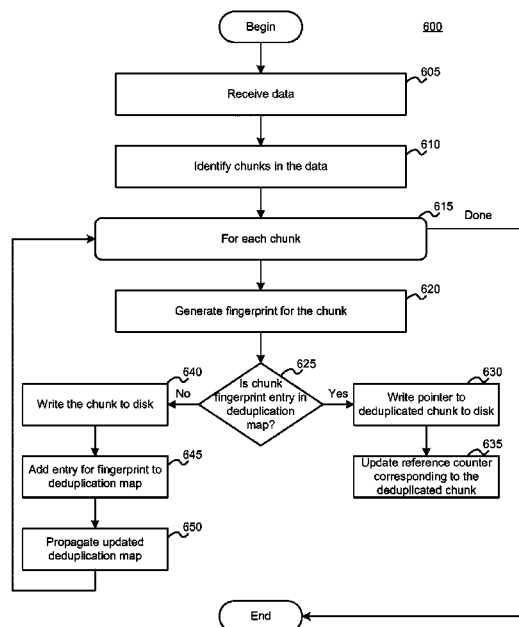 Begin
600
605
Receive data
610
Identify chunks in the data
615
Done
For each chunk
620
Generate fingerprint for the chunk
625
Is chunk
fingerprint entry in
deduplication
map?
No
Yes
640
Write the chunk to disk
630
Write pointer to
deduplicated chunk to disk
645
Add entry for fingerprint to
deduplication map
635
Update reference counter
corresponding to the
deduplicated chunk
650
Propagate updated
deduplication map
End